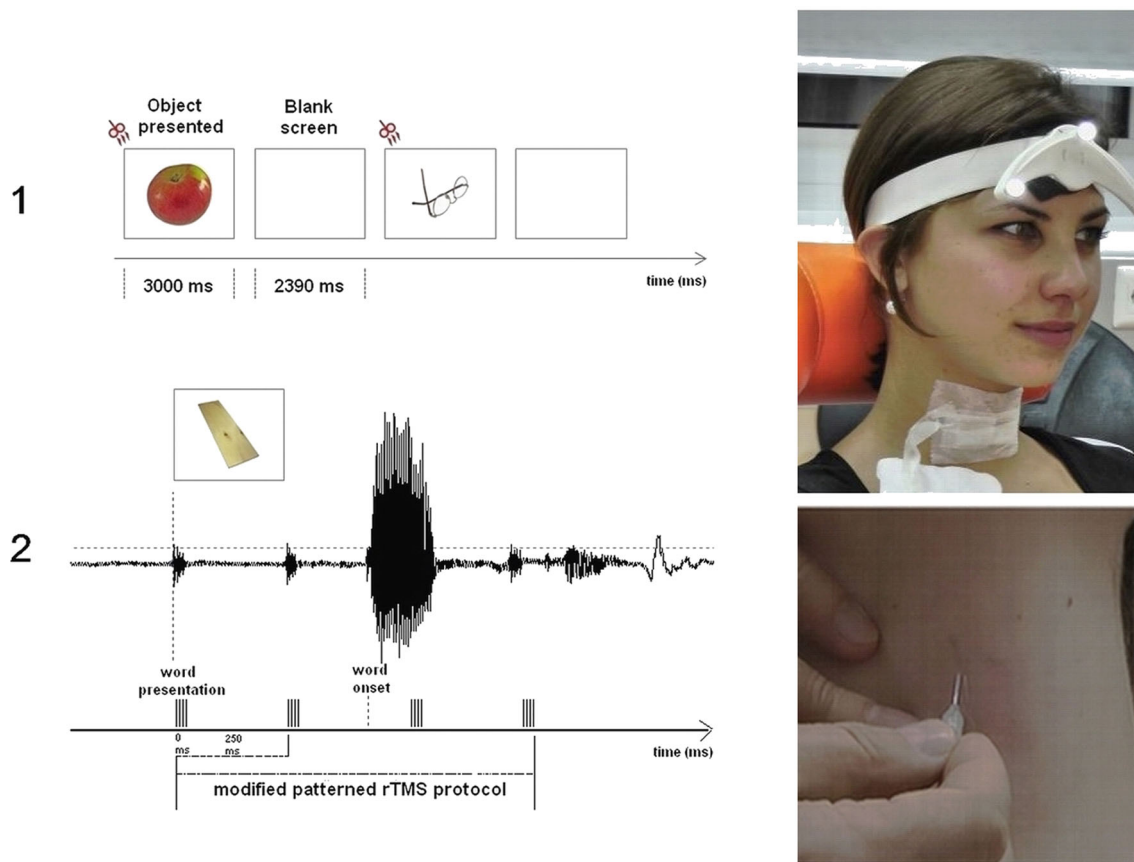 1
Object
presented
Blank
screen
3000 ms
2390 ms
time (ms)
2
word
presentation
word
onset
0
ms
250
ms
time (ms)
modified patterned rTMS protocol